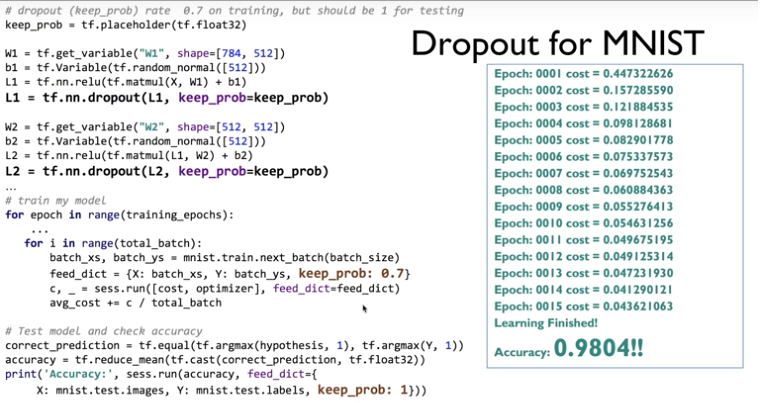 # dropout (keep_prob) rate  0.7 on training, but should be 1 for testing
keep_prob = tf.placeholder(tf.float32)
W1 = tf.get_variable("W1", shape=[784, 512])
b1 = tf.Variable(tf.random_normal([512]))
L1 = tf.nn.relu(tf.matmul(X, W1) + b1)
L1 = tf.nn.dropout(L1, keep_prob=keep_prob)
W2 = tf.get_variable("W2", shape=[512, 512])
b2 = tf.Variable(tf.random_normal([512]))
L2 = tf.nn.relu(tf.matmul(L1, W2) + b2)
L2 = tf.nn.dropout(L2, keep_prob=keep_prob)
...
# train my model
for epoch in range(training_epochs):
    ...
    for i in range(total_batch):
        batch_xs, batch_ys = mnist.train.next_batch(batch_size)
        feed_dict = {X: batch_xs, Y: batch_ys, keep_prob: 0.7}
        c, _ = sess.run([cost, optimizer], feed_dict=feed_dict)
        avg_cost += c / total_batch
# Test model and check accuracy
correct_prediction = tf.equal(tf.argmax(hypothesis, 1), tf.argmax(Y, 1))
accuracy = tf.reduce_mean(tf.cast(correct_prediction, tf.float32))
print('Accuracy:', sess.run(accuracy, feed_dict={
      X: mnist.test.images, Y: mnist.test.labels, keep_prob: 1}))
Dropout for MNIST
Epoch: 0001 cost = 0.447322626
Epoch: 0002 cost = 0.157285590
Epoch: 0003 cost = 0.121884535
Epoch: 0004 cost = 0.098128681
Epoch: 0005 cost = 0.082901778
Epoch: 0006 cost = 0.075337573
Epoch: 0007 cost = 0.069752543
Epoch: 0008 cost = 0.060884363
Epoch: 0009 cost = 0.055276413
Epoch: 0010 cost = 0.054631256
Epoch: 0011 cost = 0.049675195
Epoch: 0012 cost = 0.049125314
Epoch: 0013 cost = 0.047231930
Epoch: 0014 cost = 0.041290121
Epoch: 0015 cost = 0.043621063
Learning Finished!
Accuracy: 0.9804!!